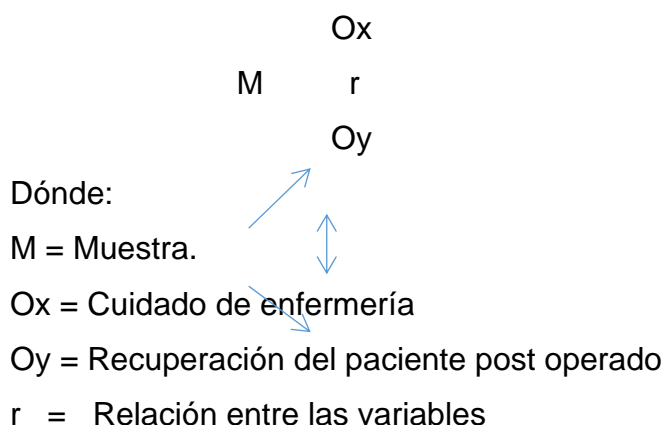 Ox
M r
Oy
Dónde:
M = Muestra.
Ox = Cuidado de enfermería
Oy = Recuperación del paciente post operado
r = Relación entre las variables